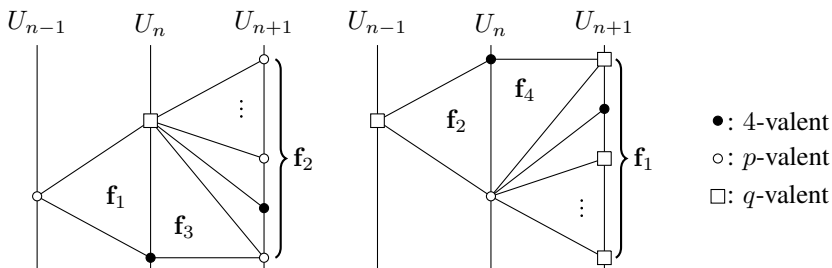 U_{n-1} U_n U_{n+1} U_{n-1} U_n U_{n+1}
f_1 f_3 ⋮ f_2
f_2 f_4 ⋮ f_1
●: 4-valent
○: p-valent
□: q-valent